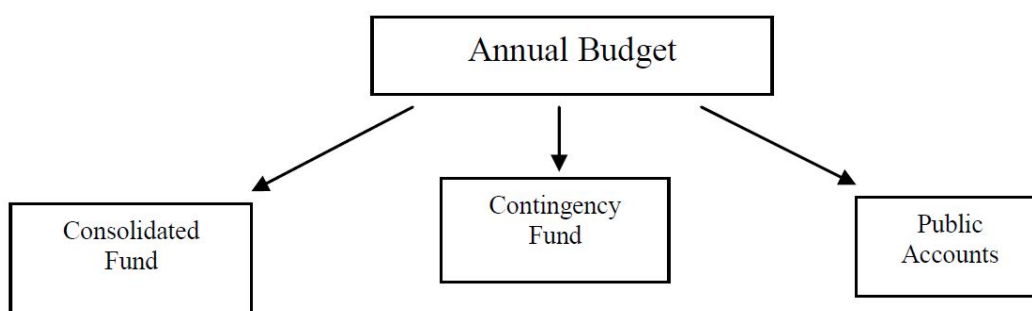 Annual Budget
Consolidated
Fund
Contingency
Fund
Public
Accounts